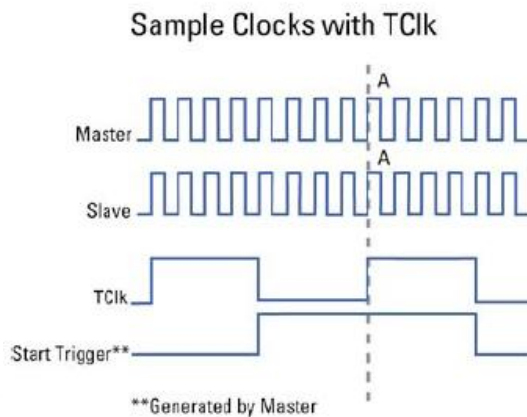 Sample Clocks with TClk
A
Master
A
Slave
TClk
Start Trigger**
**Generated by Master